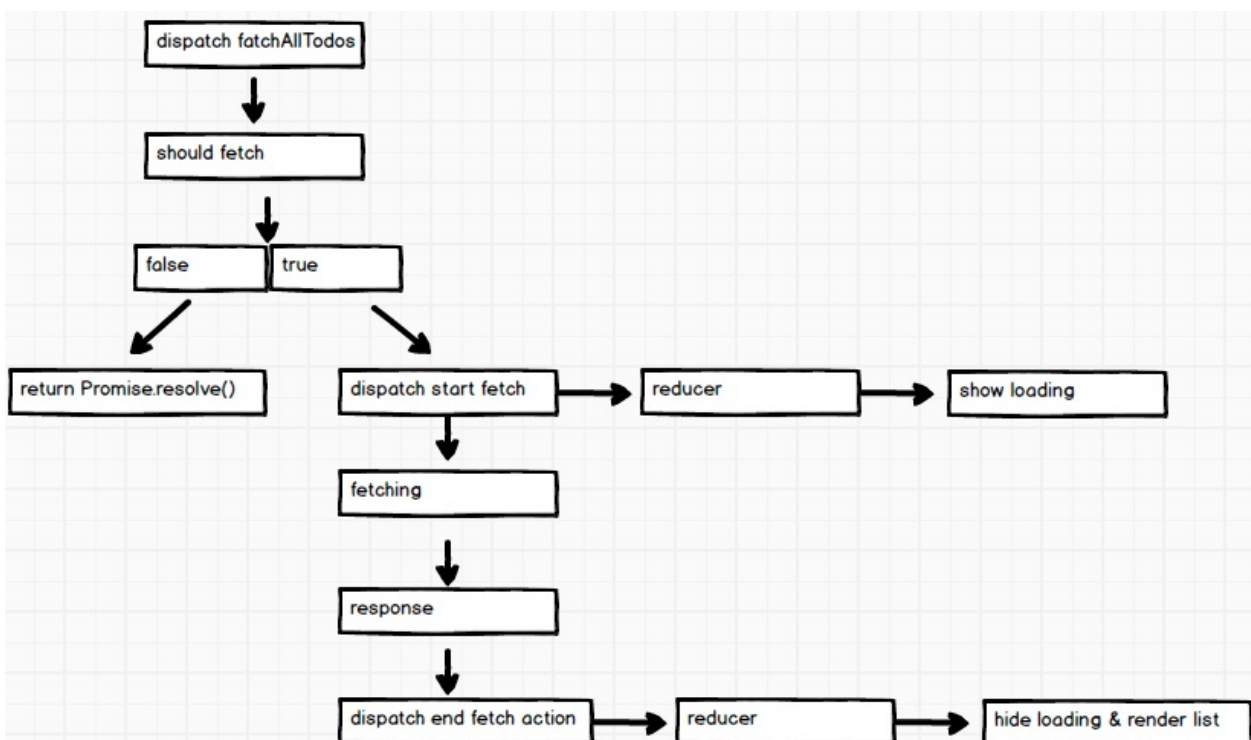 dispatch fatchAllTodos
should fetch
false
true
return Promise.resolve()
dispatch start fetch
reducer
show loading
fetching
response
dispatch end fetch action
reducer
hide loading & render list